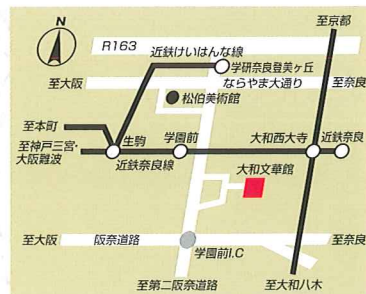 N
至京都
R163
近鉄けいはんな線
学研奈良登美ヶ丘
至大阪
ならやま大通り
至奈良
松伯美術館
至本町
生駒
学園前
大和西大寺
近鉄奈良
至神戸三宮・
大阪難波
近鉄奈良線
大和文華館
至大阪
阪奈道路
至奈良
学園前I.C
至第二阪奈道路
至大和八木